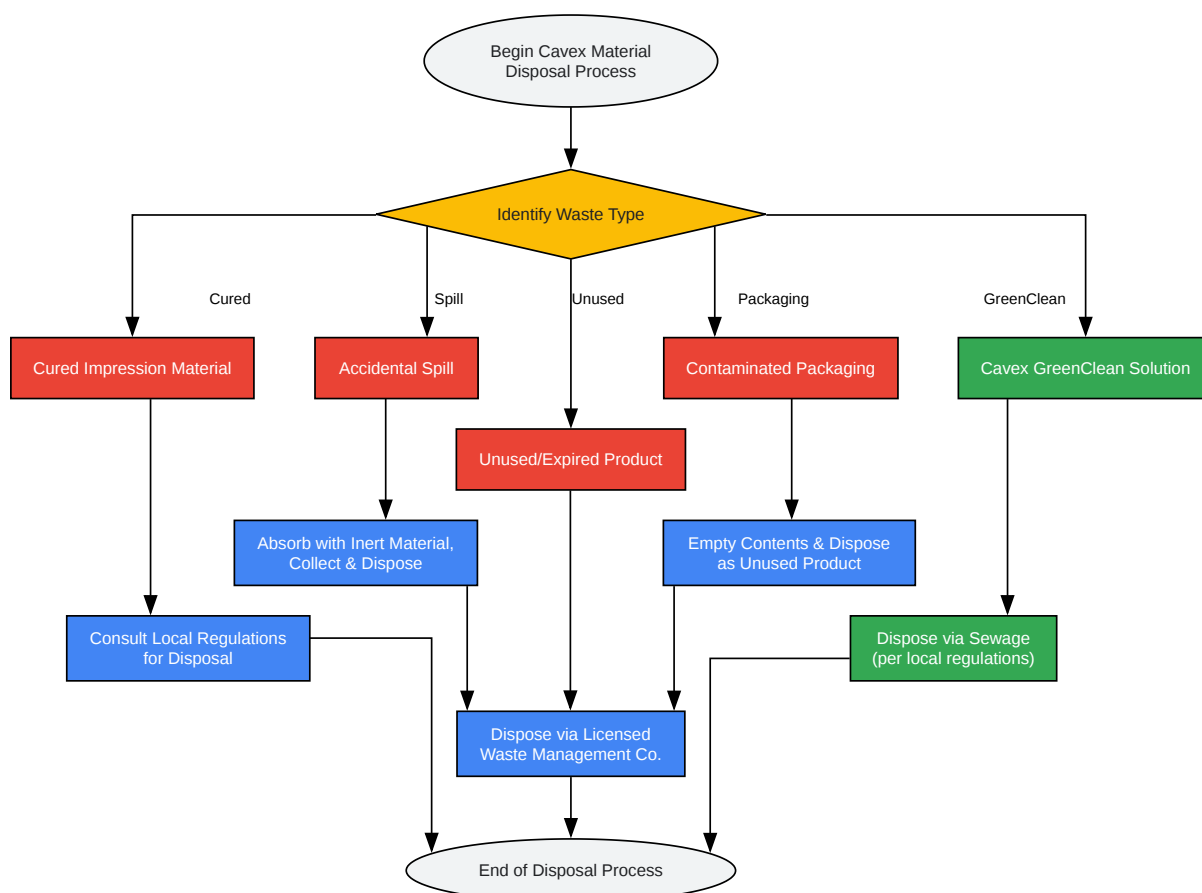 Begin Cavex Material
Disposal Process
Identify Waste Type
Cured
Spill
Unused
Packaging
GreenClean
Cured Impression Material
Accidental Spill
Contaminated Packaging
Cavex GreenClean Solution
Unused/Expired Product
Absorb with Inert Material,
Collect & Dispose
Empty Contents & Dispose
as Unused Product
Consult Local Regulations
for Disposal
Dispose via Sewage
(per local regulations)
Dispose via Licensed
Waste Management Co.
End of Disposal Process